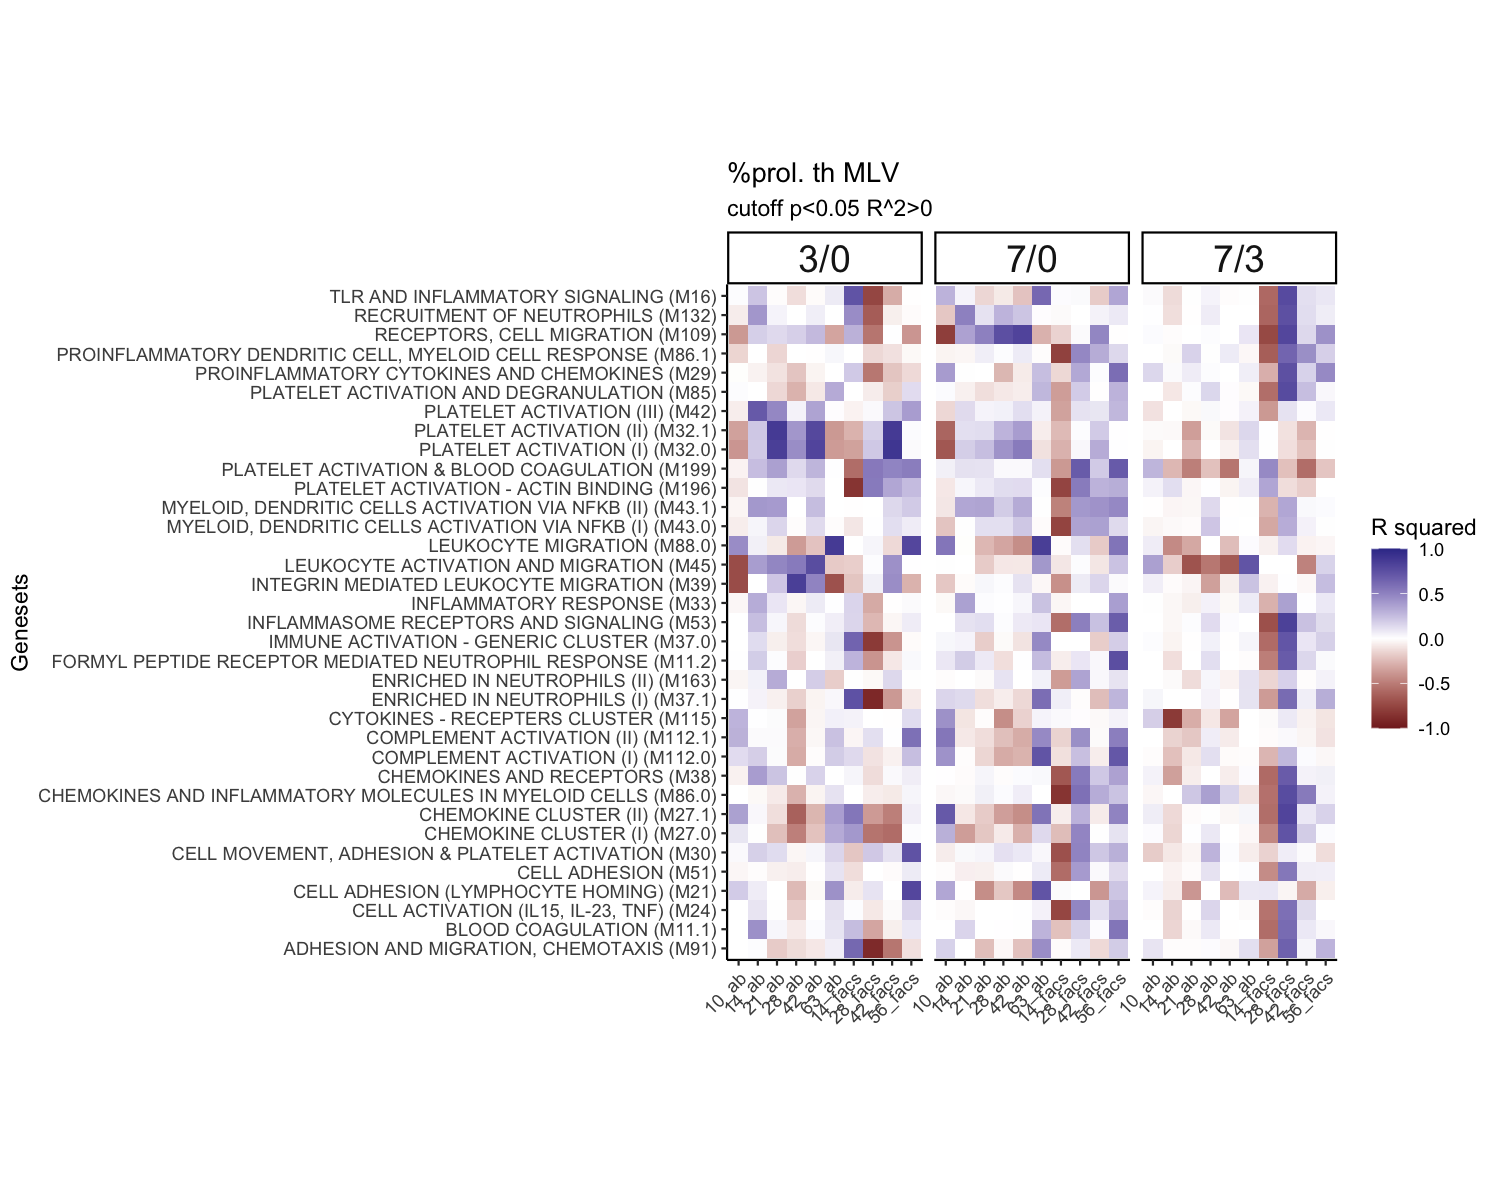 %prol. th MLV
cutoff p<0.05 R^2>0
3/0 7/0 7/3
TLR AND INFLAMMATORY SIGNALING (M16)
RECRUITMENT OF NEUTROPHILS (M132)
RECEPTORS, CELL MIGRATION (M109)
PROINFLAMMATORY DENDRITIC CELL, MYELOID CELL RESPONSE (M86.1)
PROINFLAMMATORY CYTOKINES AND CHEMOKINES (M29)
PLATELET ACTIVATION AND DEGRANULATION (M85)
PLATELET ACTIVATION (III) (M42)
PLATELET ACTIVATION (II) (M32.1)
PLATELET ACTIVATION (I) (M32.0)
PLATELET ACTIVATION & BLOOD COAGULATION (M199)
PLATELET ACTIVATION - ACTIN BINDING (M196)
MYELOID, DENDRITIC CELLS ACTIVATION VIA NFKB (II) (M43.1)
MYELOID, DENDRITIC CELLS ACTIVATION VIA NFKB (I) (M43.0)
LEUKOCYTE MIGRATION (M88.0)
LEUKOCYTE ACTIVATION AND MIGRATION (M45)
INTEGRIN MEDIATED LEUKOCYTE MIGRATION (M39)
INFLAMMATORY RESPONSE (M33)
INFLAMMASOME RECEPTORS AND SIGNALING (M53)
IMMUNE ACTIVATION - GENERIC CLUSTER (M37.0)
FORMYL PEPTIDE RECEPTOR MEDIATED NEUTROPHIL RESPONSE (M11.2)
ENRICHED IN NEUTROPHILS (II) (M163)
ENRICHED IN NEUTROPHILS (I) (M37.1)
CYTOKINES - RECEPTERS CLUSTER (M115)
COMPLEMENT ACTIVATION (II) (M112.1)
COMPLEMENT ACTIVATION (I) (M112.0)
CHEMOKINES AND RECEPTORS (M38)
CHEMOKINES AND INFLAMMATORY MOLECULES IN MYELOID CELLS (M86.0)
CHEMOKINE CLUSTER (II) (M27.1)
CHEMOKINE CLUSTER (I) (M27.0)
CELL MOVEMENT, ADHESION & PLATELET ACTIVATION (M30)
CELL ADHESION (M51)
CELL ADHESION (LYMPHOCYTE HOMING) (M21)
CELL ACTIVATION (IL15, IL-23, TNF) (M24)
BLOOD COAGULATION (M11.1)
ADHESION AND MIGRATION, CHEMOTAXIS (M91)
Genesets
10_ab 14_ab 21_ab 28_ab 42_ab 63_ab 14_facs 28_facs 42_facs 56_facs
10_ab 14_ab 21_ab 28_ab 42_ab 63_ab 14_facs 28_facs 42_facs 56_facs
10_ab 14_ab 21_ab 28_ab 42_ab 63_ab 14_facs 28_facs 42_facs 56_facs
R squared
1.0
0.5
0.0
-0.5
-1.0